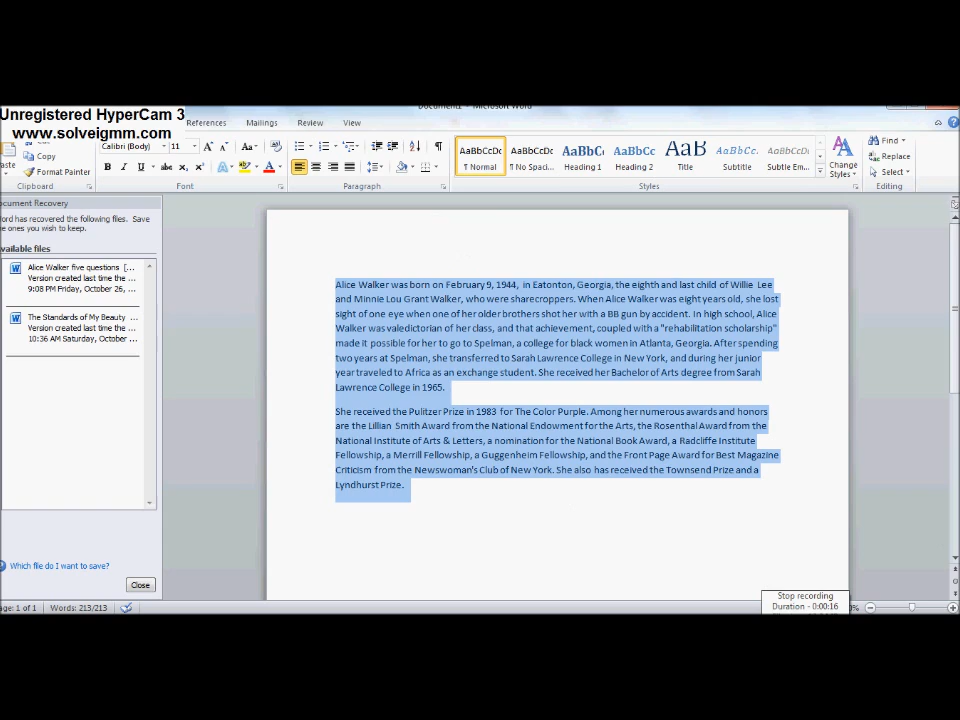 Unregistered HyperCam 3
www.solveigmm.com
References Mailings Review View
Copy
Format Painter
Clipboard
Calibri (Body) 11
Font
Paragraph
AaBbCcDc AaBbCcDc AaBbCc AaBbCc AaB AaBbCc. AaBbCcDc
¶ Normal ¶ No Spaci... Heading 1 Heading 2 Title Subtitle Subtle Em...
Change
Styles
Styles
Find
Replace
Select
Editing
ocument Recovery
Word has recovered the following files. Save
the ones you wish to keep.
Available files
Alice Walker five questions [...
Version created last time the ...
9:08 PM Friday, October 26, ...
The Standards of My Beauty ...
Version created last time the ...
10:36 AM Saturday, October ...
Which file do I want to save?
Close
Alice Walker was born on February 9, 1944, in Eatonton, Georgia, the eighth and last child of Willie Lee
and Minnie Lou Grant Walker, who were sharecroppers. When Alice Walker was eight years old, she lost
sight of one eye when one of her older brothers shot her with a BB gun by accident. In high school, Alice
Walker was valedictorian of her class, and that achievement, coupled with a "rehabilitation scholarship"
made it possible for her to go to Spelman, a college for black women in Atlanta, Georgia. After spending
two years at Spelman, she transferred to Sarah Lawrence College in New York, and during her junior
year traveled to Africa as an exchange student. She received her Bachelor of Arts degree from Sarah
Lawrence College in 1965.
She received the Pulitzer Prize in 1983 for The Color Purple. Among her numerous awards and honors
are the Lillian Smith Award from the National Endowment for the Arts, the Rosenthal Award from the
National Institute of Arts & Letters, a nomination for the National Book Award, a Radcliffe Institute
Fellowship, a Merrill Fellowship, a Guggenheim Fellowship, and the Front Page Award for Best Magazine
Criticism from the Newswoman's Club of New York. She also has received the Townsend Prize and a
Lyndhurst Prize.
age: 1 of 1 Words: 213/213
Stop recording
Duration - 0:00:16